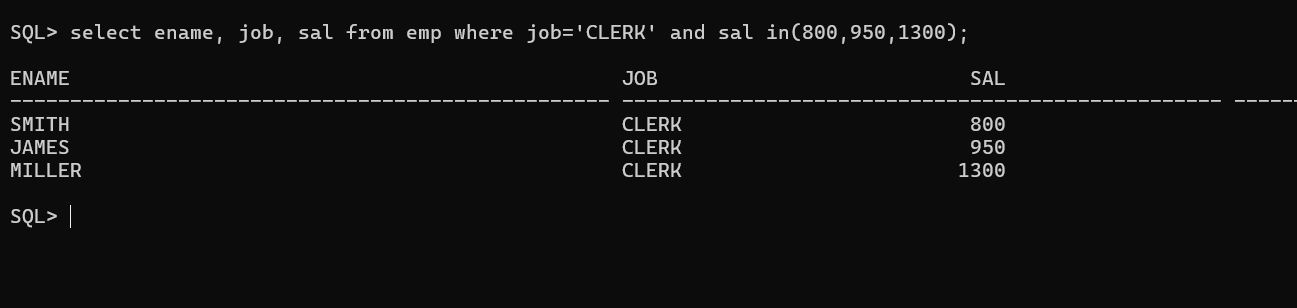 SQL> select ename, job, sal from emp where job='CLERK' and sal in(800,950,1300);
ENAME JOB SAL
-------------------------------------------------- -------------------------------------------------- ------
SMITH CLERK 800
JAMES CLERK 950
MILLER CLERK 1300
SQL>